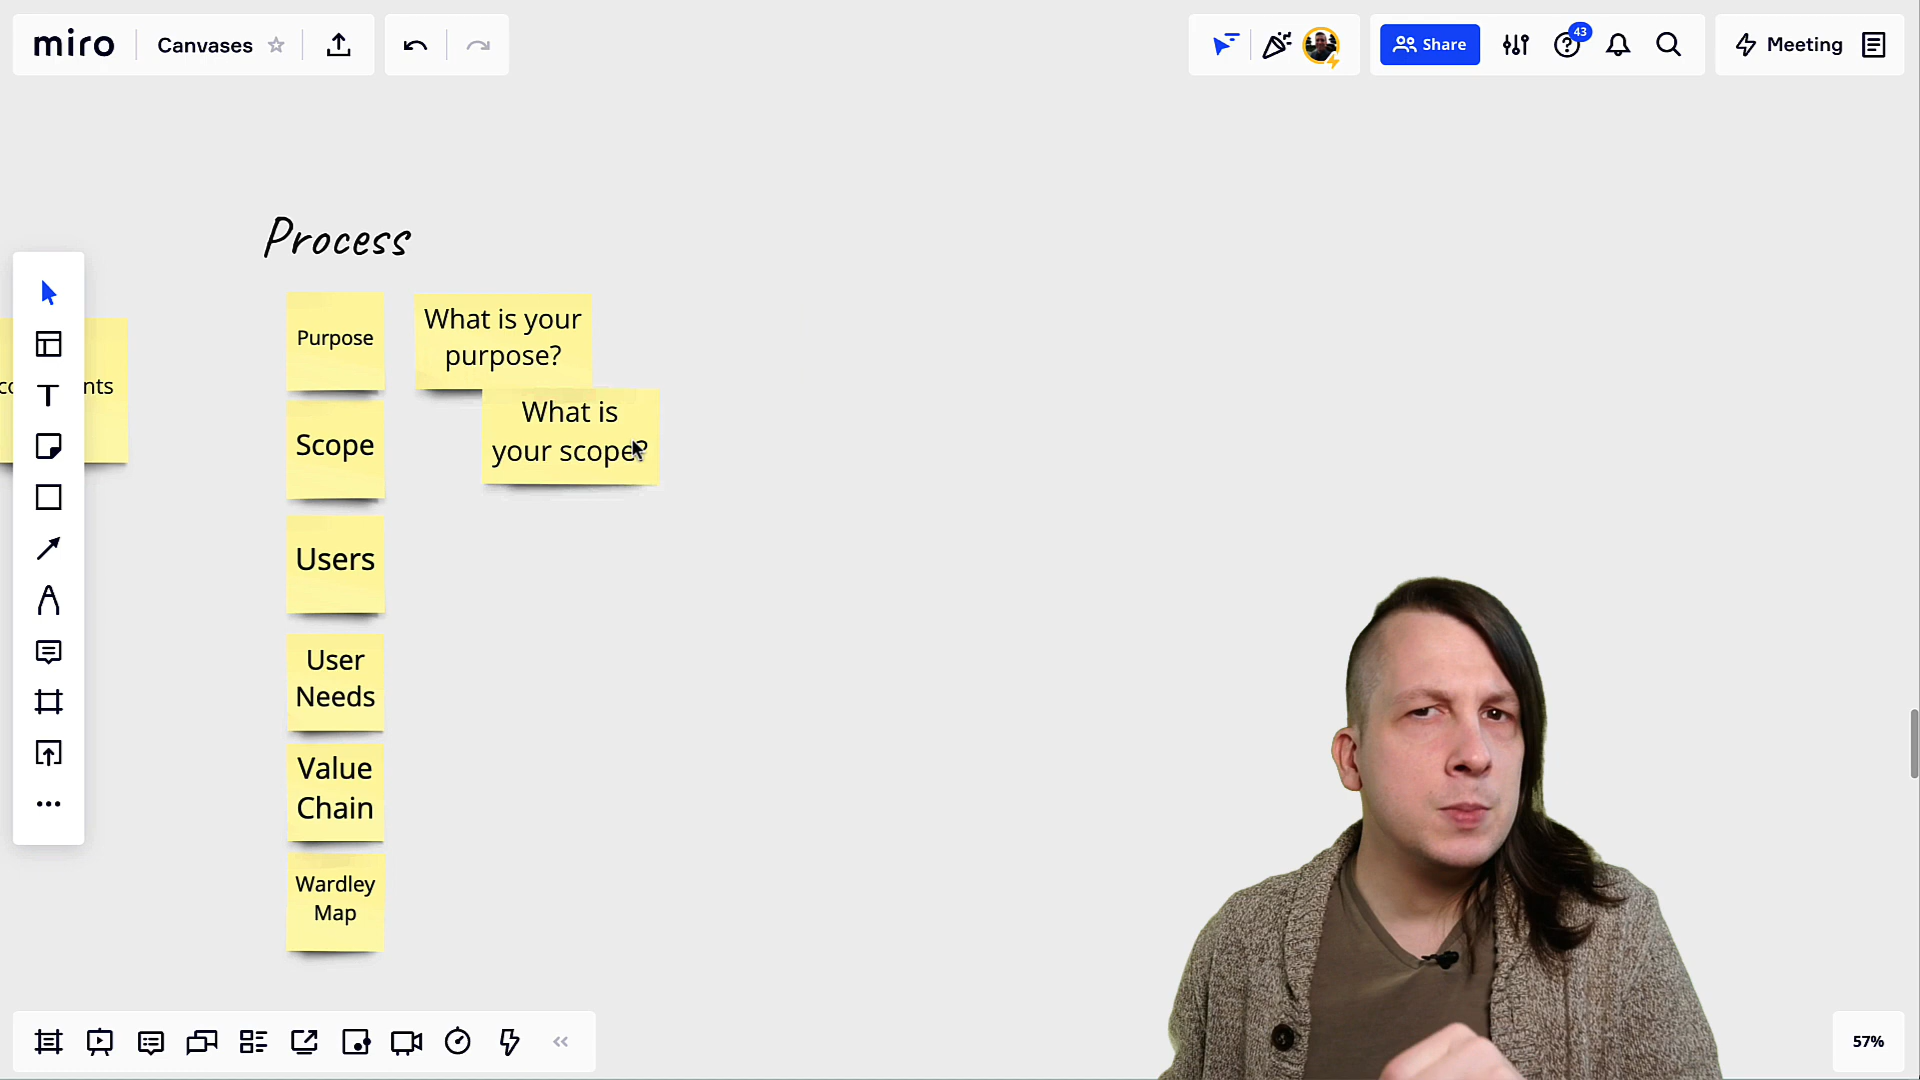 miro
Canvases
43
Share
Meeting
Process
Purpose
What is your
purpose?
nts
Scope
What is
your scope?
Users
User
Needs
Value
Chain
Wardley
Map
57%